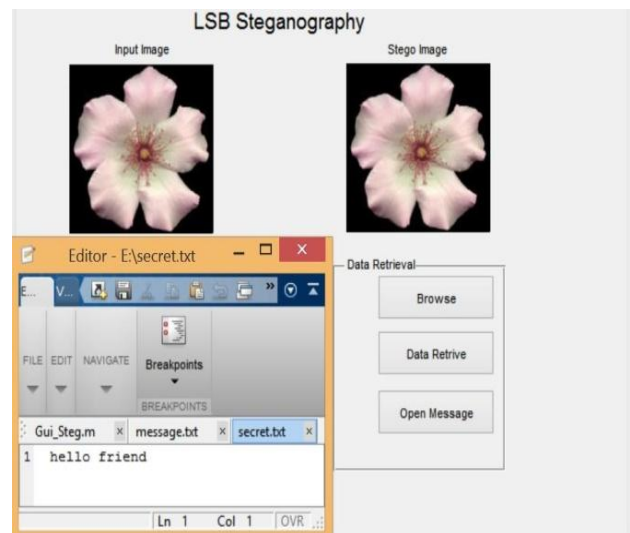 LSB Steganography
Input Image
Stego Image
Editor - E:\secret.txt
E... V...
FILE EDIT NAVIGATE Breakpoints
BREAKPOINTS
Gui_Steg.m × message.txt × secret.txt ×
1 hello friend
Ln 1 Col 1 OVR
Data Retrieval
Browse
Data Retrive
Open Message